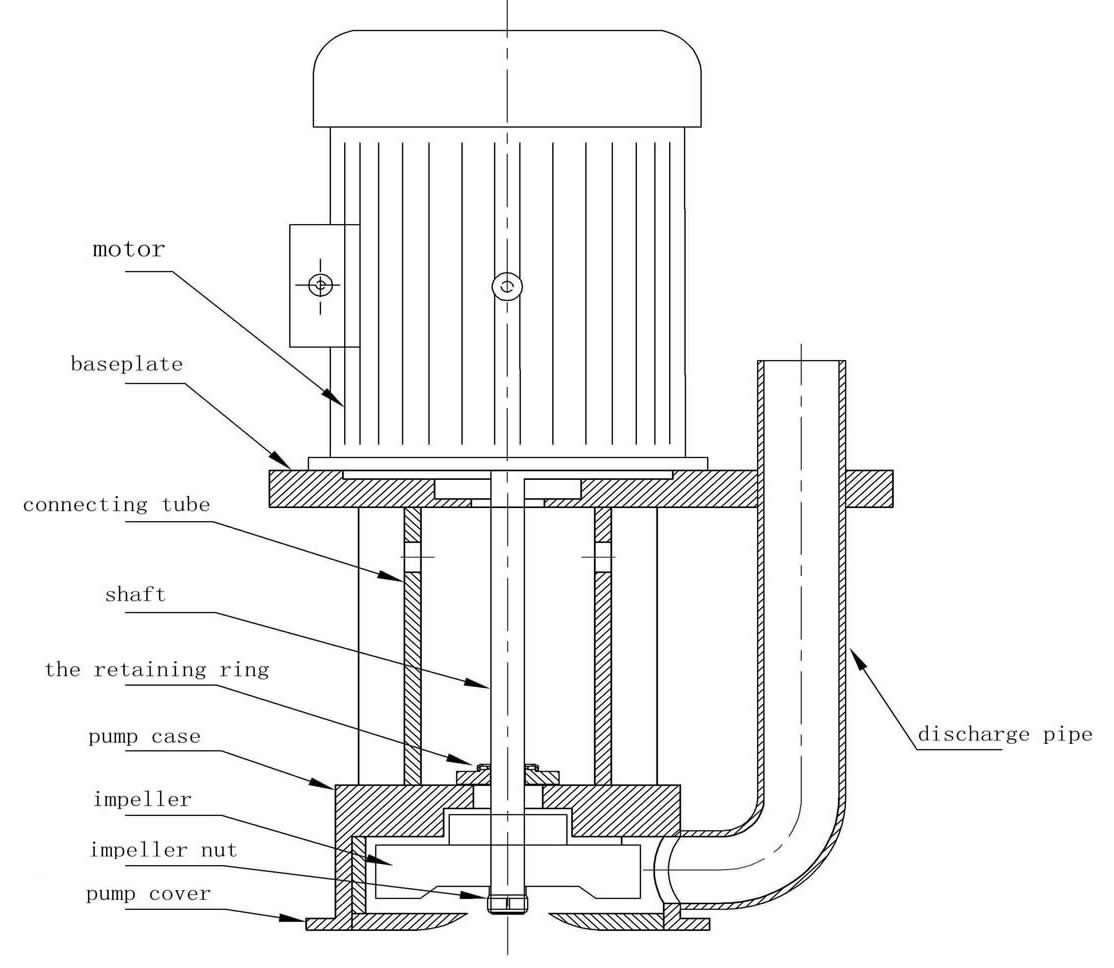 motor
baseplate
connecting tube
shaft
the retaining ring
pump case
discharge pipe
impeller
impeller nut
pump cover